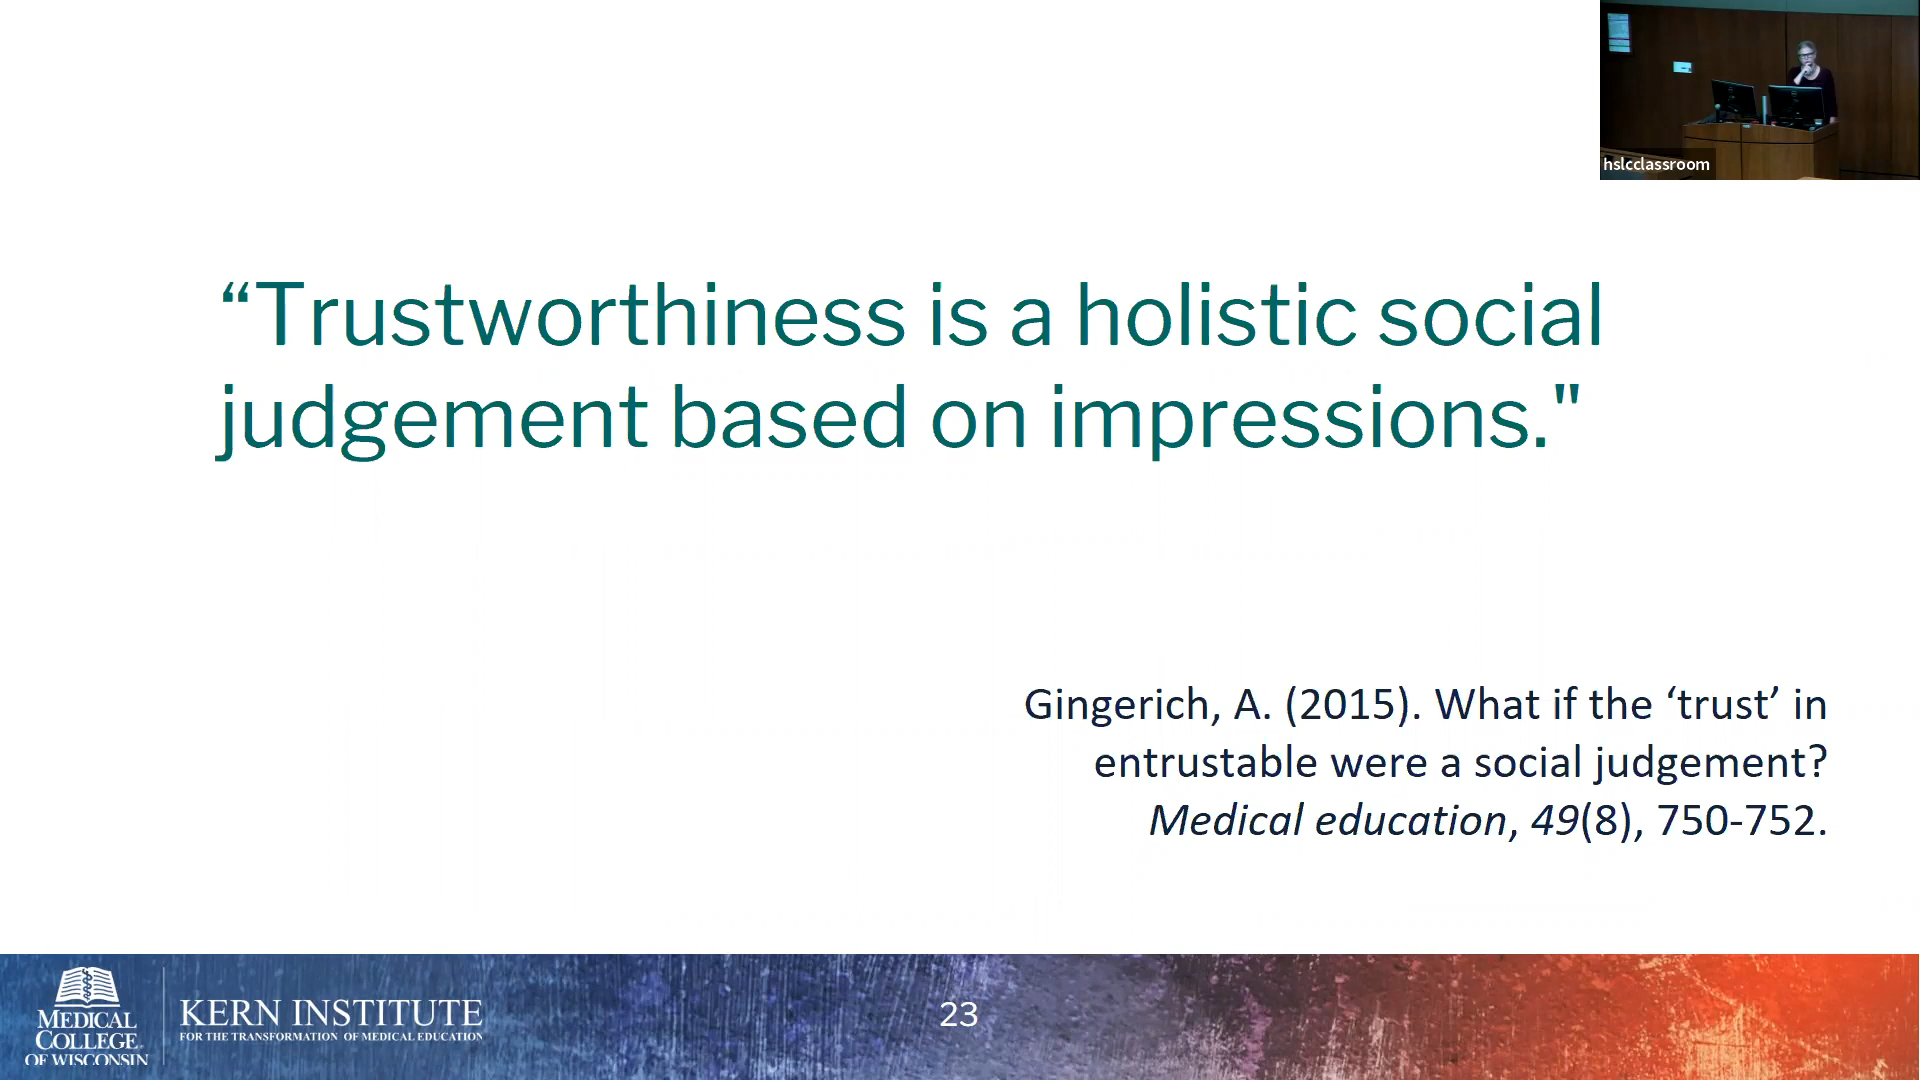 hslcclassroom
“Trustworthiness is a holistic social
judgement based on impressions."
Gingerich, A. (2015). What if the ‘trust’ in
entrustable were a social judgement?
Medical education, 49(8), 750-752.
MEDICAL
COLLEGE
OF WISCONSIN
KERN INSTITUTE
FOR THE TRANSFORMATION OF MEDICAL EDUCATION
23